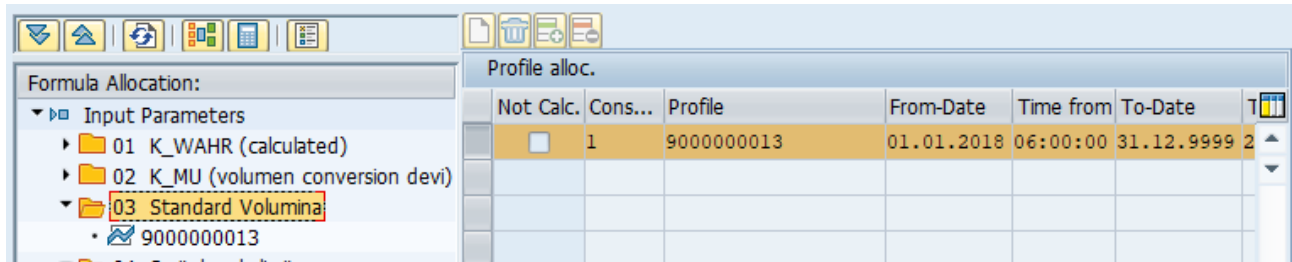 Formula Allocation:
Input Parameters
01 K_WAHR (calculated)
02 K_MU (volumen conversion devi)
03 Standard Volumina
9000000013
Profile alloc.
Not Calc. Cons... Profile From-Date Time from To-Date T
1 9000000013 01.01.2018 06:00:00 31.12.9999 2